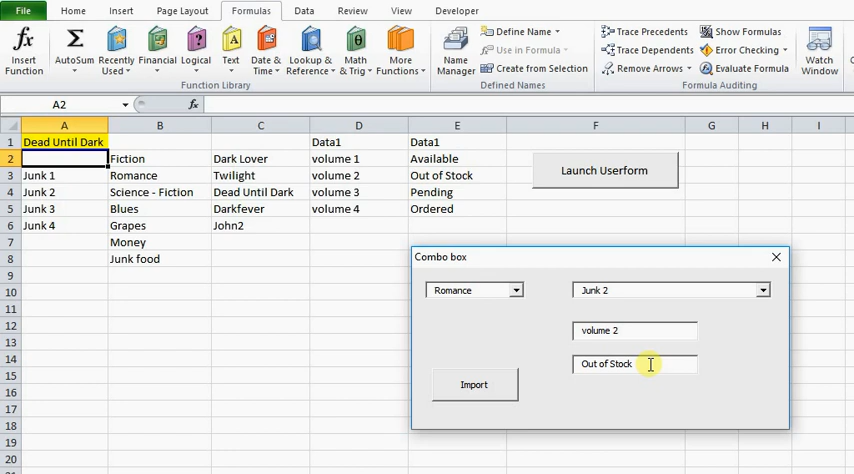 File Home Insert Page Layout Formulas Data Review View Developer
Insert
Function
AutoSum
Recently
Used
Financial
Logical
Text
Date &
Time
Lookup &
Reference
Math
& Trig
More
Functions
Function Library
Name
Manager
Define Name
Use in Formula
Create from Selection
Defined Names
Trace Precedents
Trace Dependents
Remove Arrows
Show Formulas
Error Checking
Evaluate Formula
Formula Auditing
Watch
Window
A2 fx
A B C D E F G H I
1 Dead Until Dark Data1 Data1
2 Fiction Dark Lover volume 1 Available
3 Junk 1 Romance Twilight volume 2 Out of Stock
4 Junk 2 Science - Fiction Dead Until Dark volume 3 Pending
5 Junk 3 Blues Darkfever volume 4 Ordered
6 Junk 4 Grapes John2
7 Money
8 Junk food
9
10
11
12
13
14
15
16
17
18
19
20
Launch Userform
Combo box
Romance Junk 2
volume 2
Out of Stock
Import